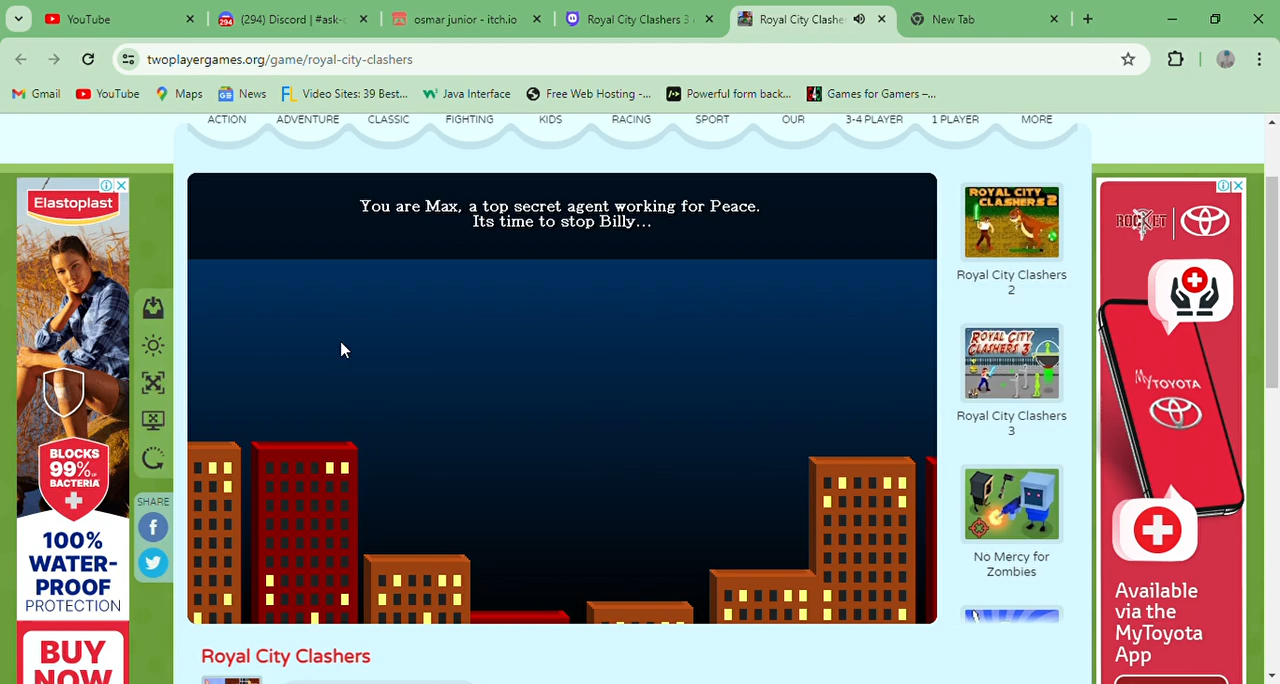 YouTube
(294) Discord | #ask-
osmar junior - itch.io
Royal City Clashers 3
Royal City Clashe
New Tab
twoplayergames.org/game/royal-city-clashers
Gmail
YouTube
Maps
News
Video Sites: 39 Best...
Java Interface
Free Web Hosting -...
Powerful form back...
Games for Gamers –...
ACTION
ADVENTURE
CLASSIC
FIGHTING
KIDS
RACING
SPORT
OUR
3-4 PLAYER
1 PLAYER
MORE
Elastoplast
BLOCKS
99% OF
BACTERIA
100%
WATER-
PROOF
PROTECTION
BUY
NOW
SHARE
You are Max, a top secret agent working for Peace.
Its time to stop Billy...
Royal City Clashers
ROYAL CITY
CLASHERS 2
Royal City Clashers
2
ROYAL CITY
CLASHERS 3
Royal City Clashers
3
No Mercy for
Zombies
ROCKET
TOYOTA
MYTOYOTA
Available
via the
MyToyota
App